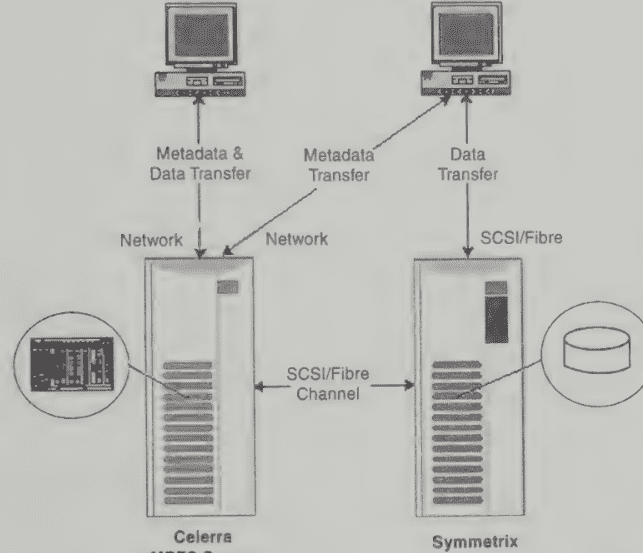 Metadata &
Data Transfer
Metadata
Transfer
Data
Transfer
Network
Network
SCSI/Fibre
SCSI/Fibre
Channel
Celerra
Symmetrix